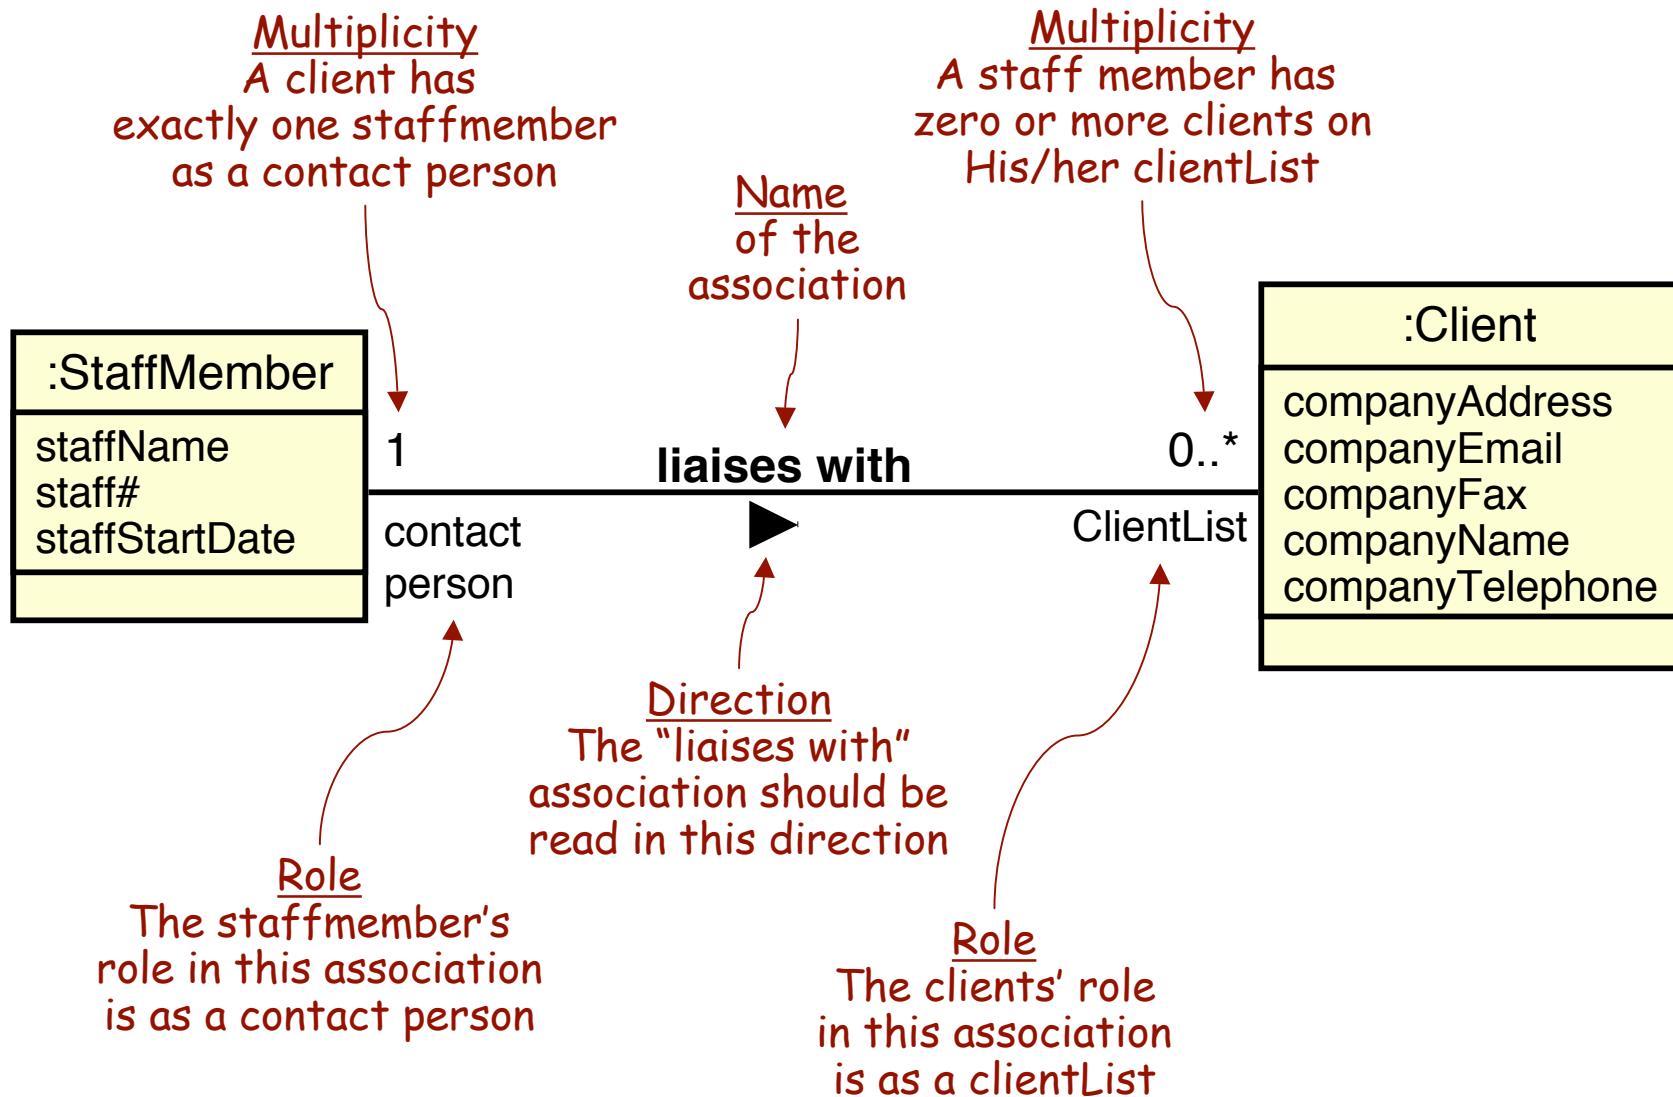 Multiplicity
A client has
exactly one staffmember
as a contact person
Multiplicity
A staff member has
zero or more clients on
His/her clientList
Name
of the
association
:StaffMember
staffName
staff#
staffStartDate
1
liaises with
0..*
contact
person
ClientList
:Client
companyAddress
companyEmail
companyFax
companyName
companyTelephone
Direction
The “liaises with”
association should be
read in this direction
Role
The staffmember’s
role in this association
is as a contact person
Role
The clients’ role
in this association
is as a clientList